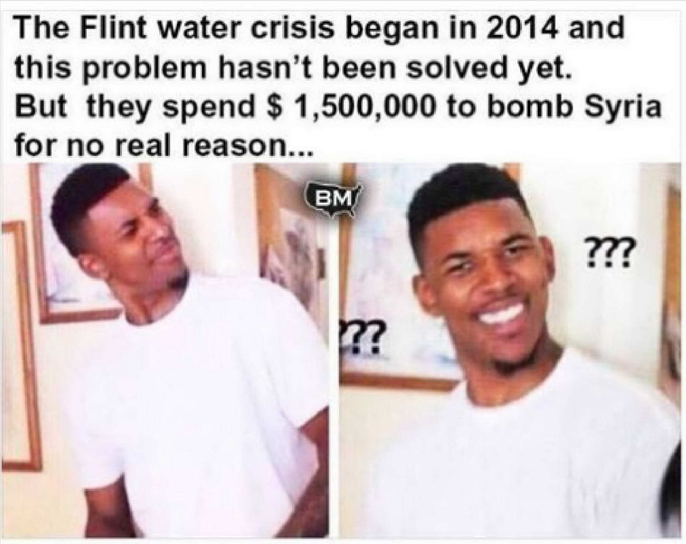 The Flint water crisis began in 2014 and
this problem hasn't been solved yet.
But they spend $ 1,500,000 to bomb Syria
for no real reason...
BM
???
???